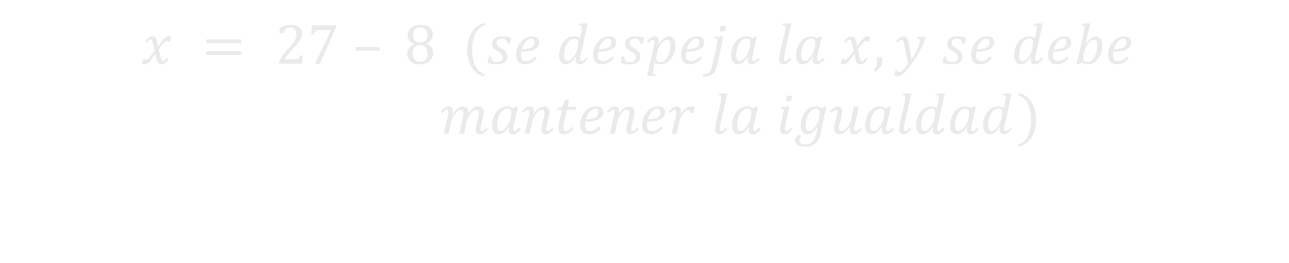 x = 27 – 8 (se despeja la x, y se debe
mantener la igualdad)